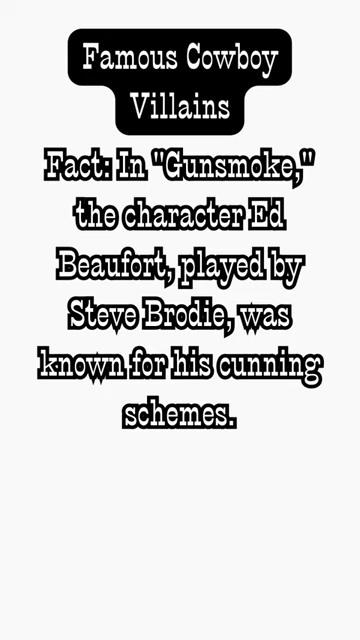 Famous Cowboy
Villains
Fact: In "Gunsmoke,"
the character Ed
Beaufort, played by
Steve Brodie, was
known for his cunning
schemes.